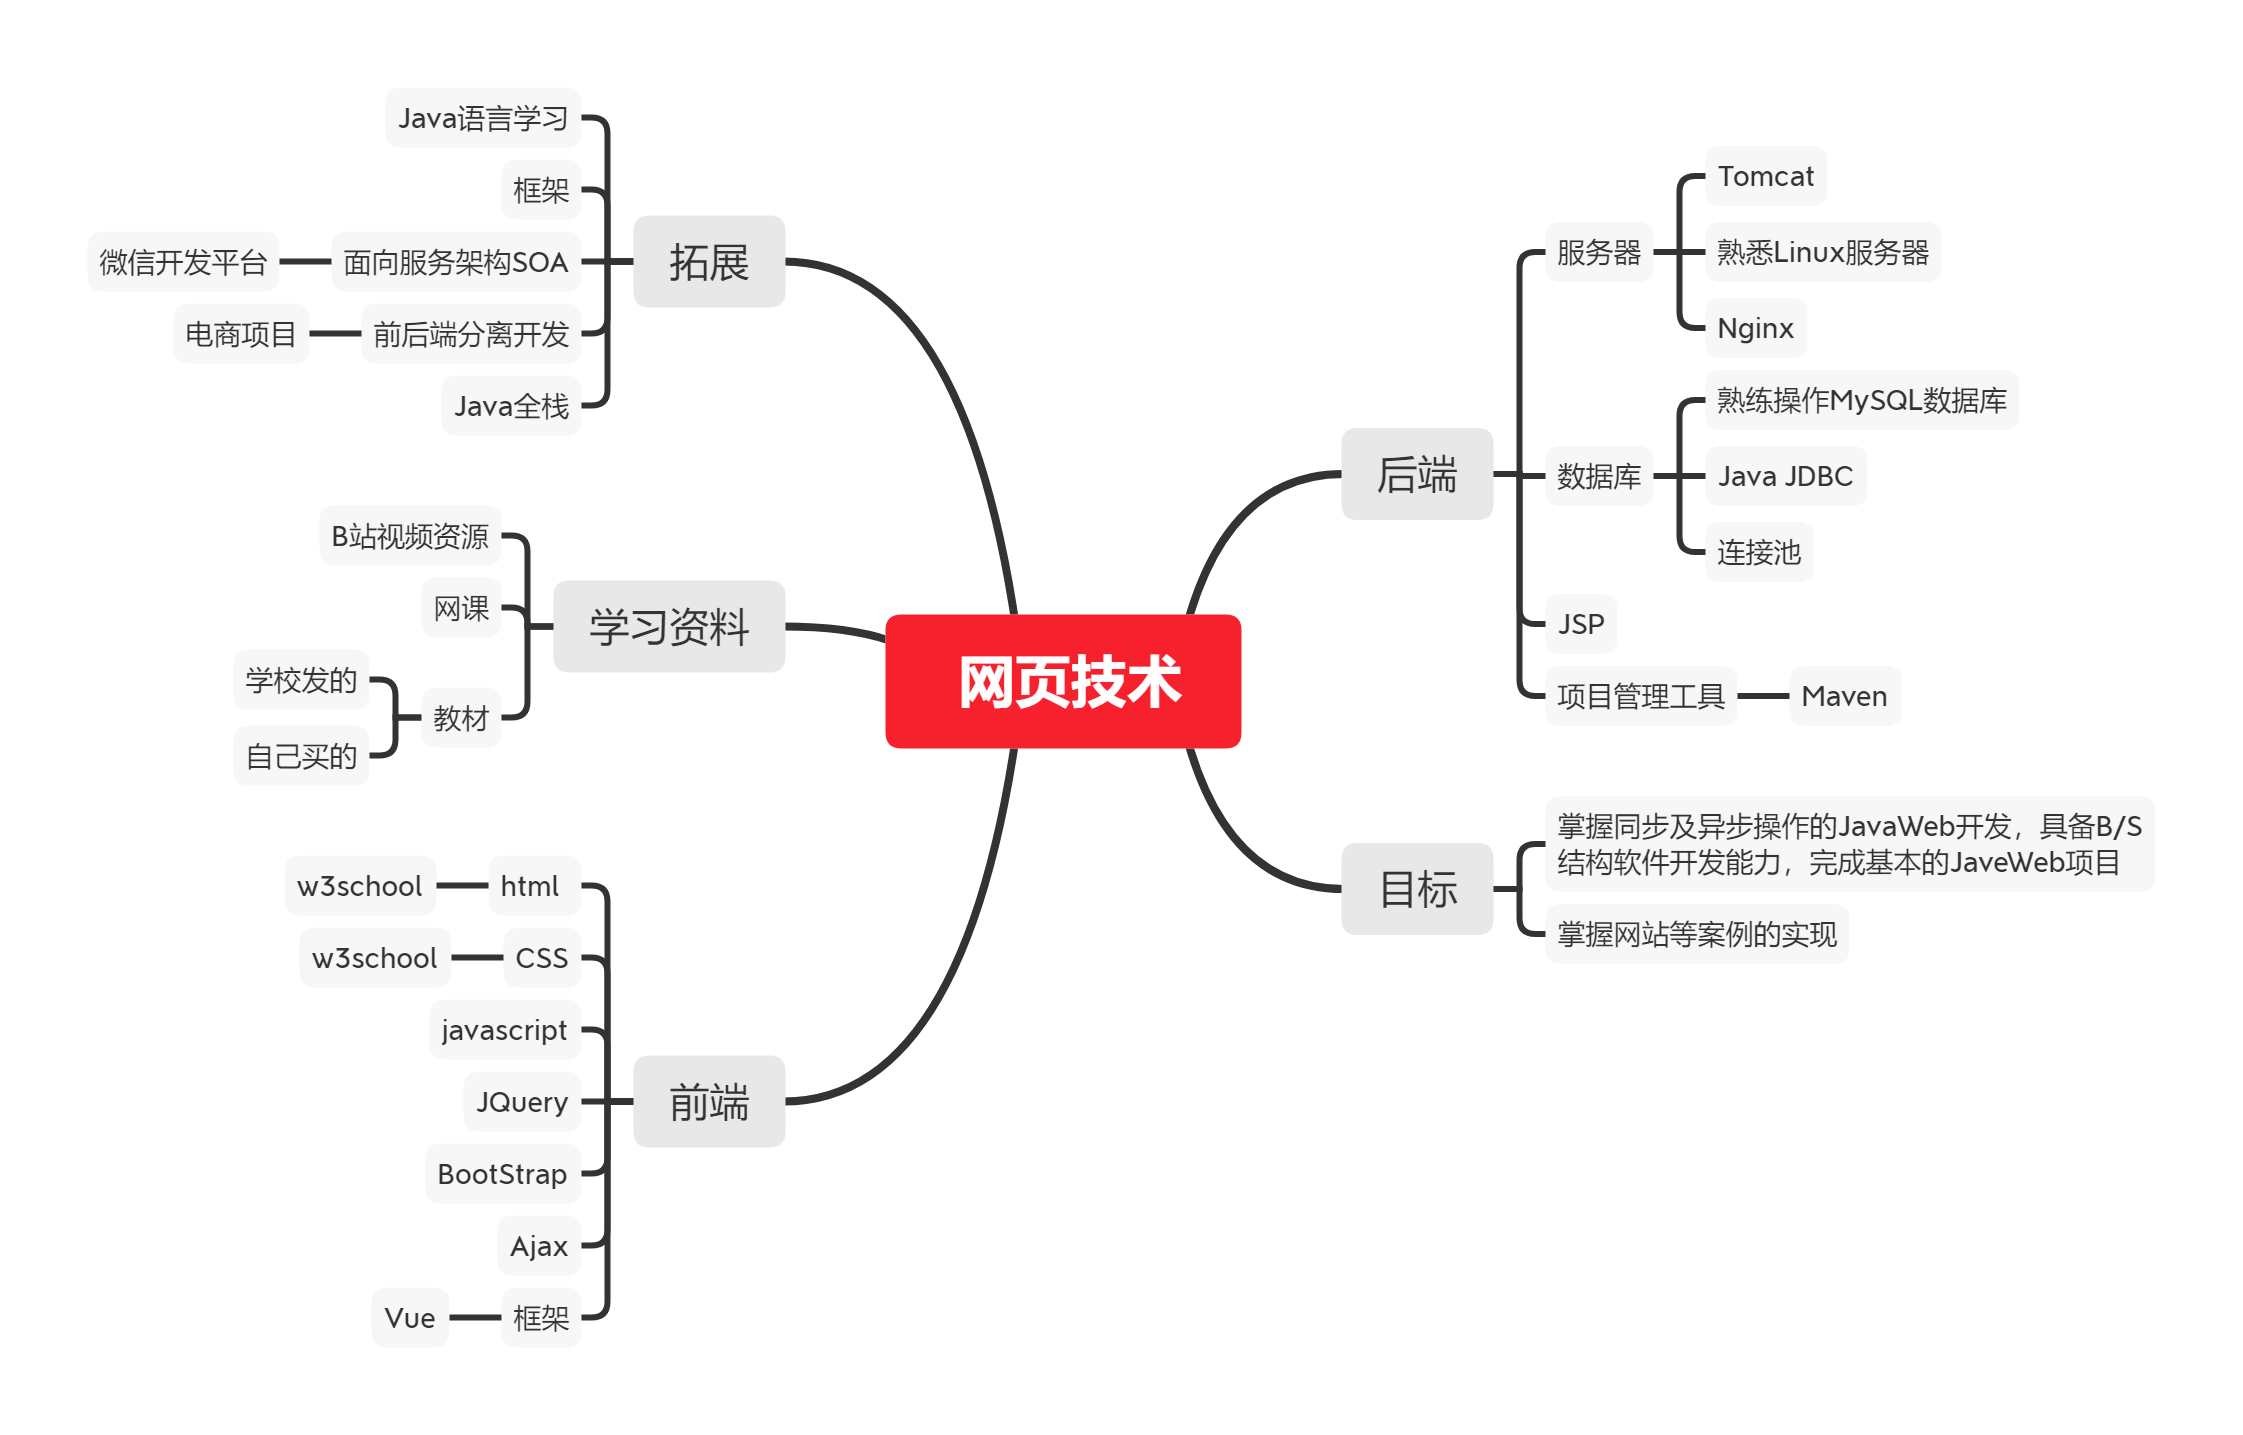 网页技术
后端
服务器
Tomcat
熟悉Linux服务器
Nginx
数据库
熟练操作MySQL数据库
Java JDBC
连接池
JSP
项目管理工具
Maven
目标
掌握同步及异步操作的JavaWeb开发，具备B/S
结构软件开发能力，完成基本的JaveWeb项目
掌握网站等案例的实现
拓展
Java语言学习
框架
面向服务架构SOA
微信开发平台
前后端分离开发
电商项目
Java全栈
学习资料
B站视频资源
网课
教材
学校发的
自己买的
前端
html
w3school
CSS
w3school
javascript
JQuery
BootStrap
Ajax
框架
Vue